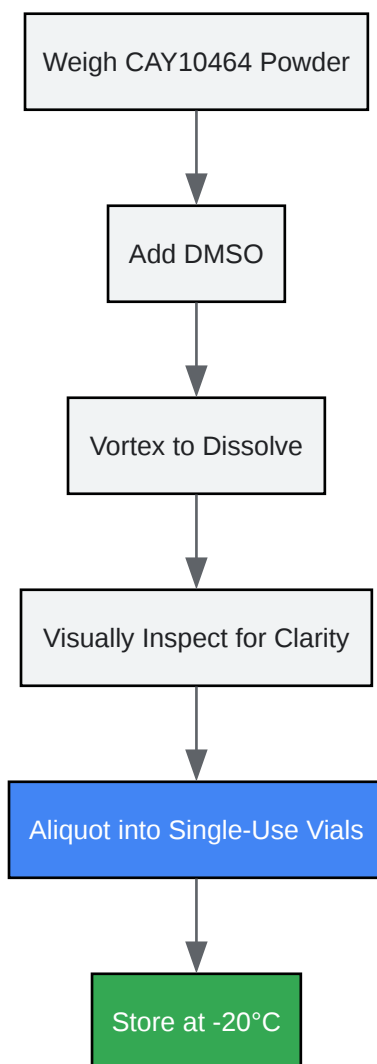 Weigh CAY10464 Powder
Add DMSO
Vortex to Dissolve
Visually Inspect for Clarity
Aliquot into Single-Use Vials
Store at -20°C